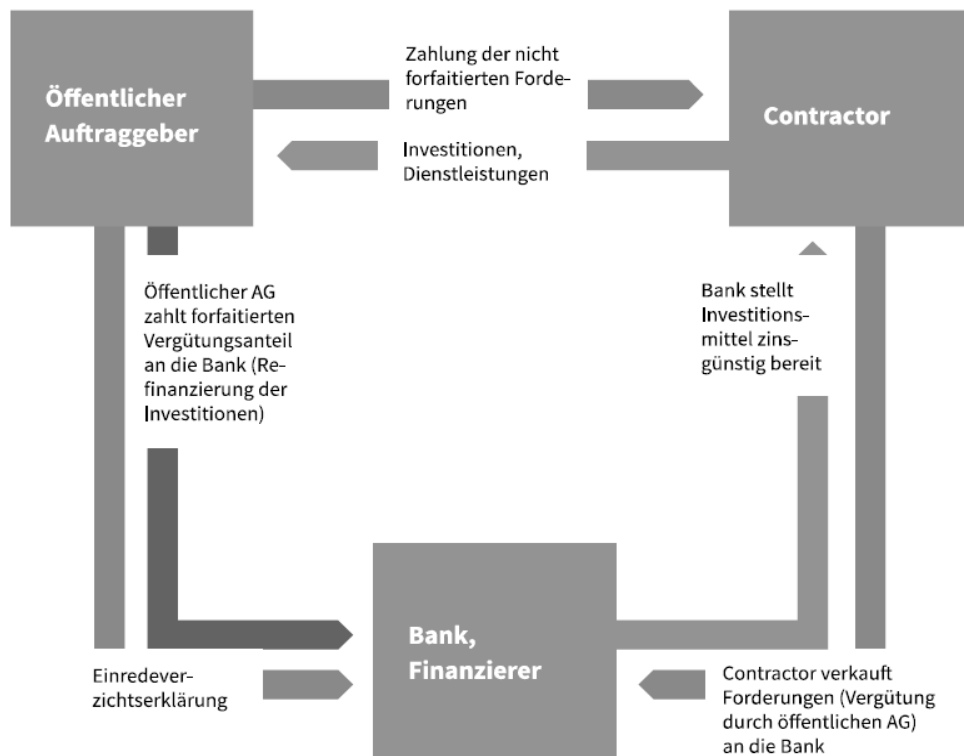 Öffentlicher
Auftraggeber
Zahlung der nicht
forfaitierten Forde-
rungen
Contractor
Investitionen,
Dienstleistungen
Öffentlicher AG
zahlt forfaitierten
Vergütungsanteil
an die Bank (Re-
finanzierung der
Investitionen)
Bank stellt
Investitions-
mittel zins-
günstig bereit
Bank,
Finanzierer
Einredever-
zichtserklärung
Contractor verkauft
Forderungen (Vergütung
durch öffentlichen AG)
an die Bank